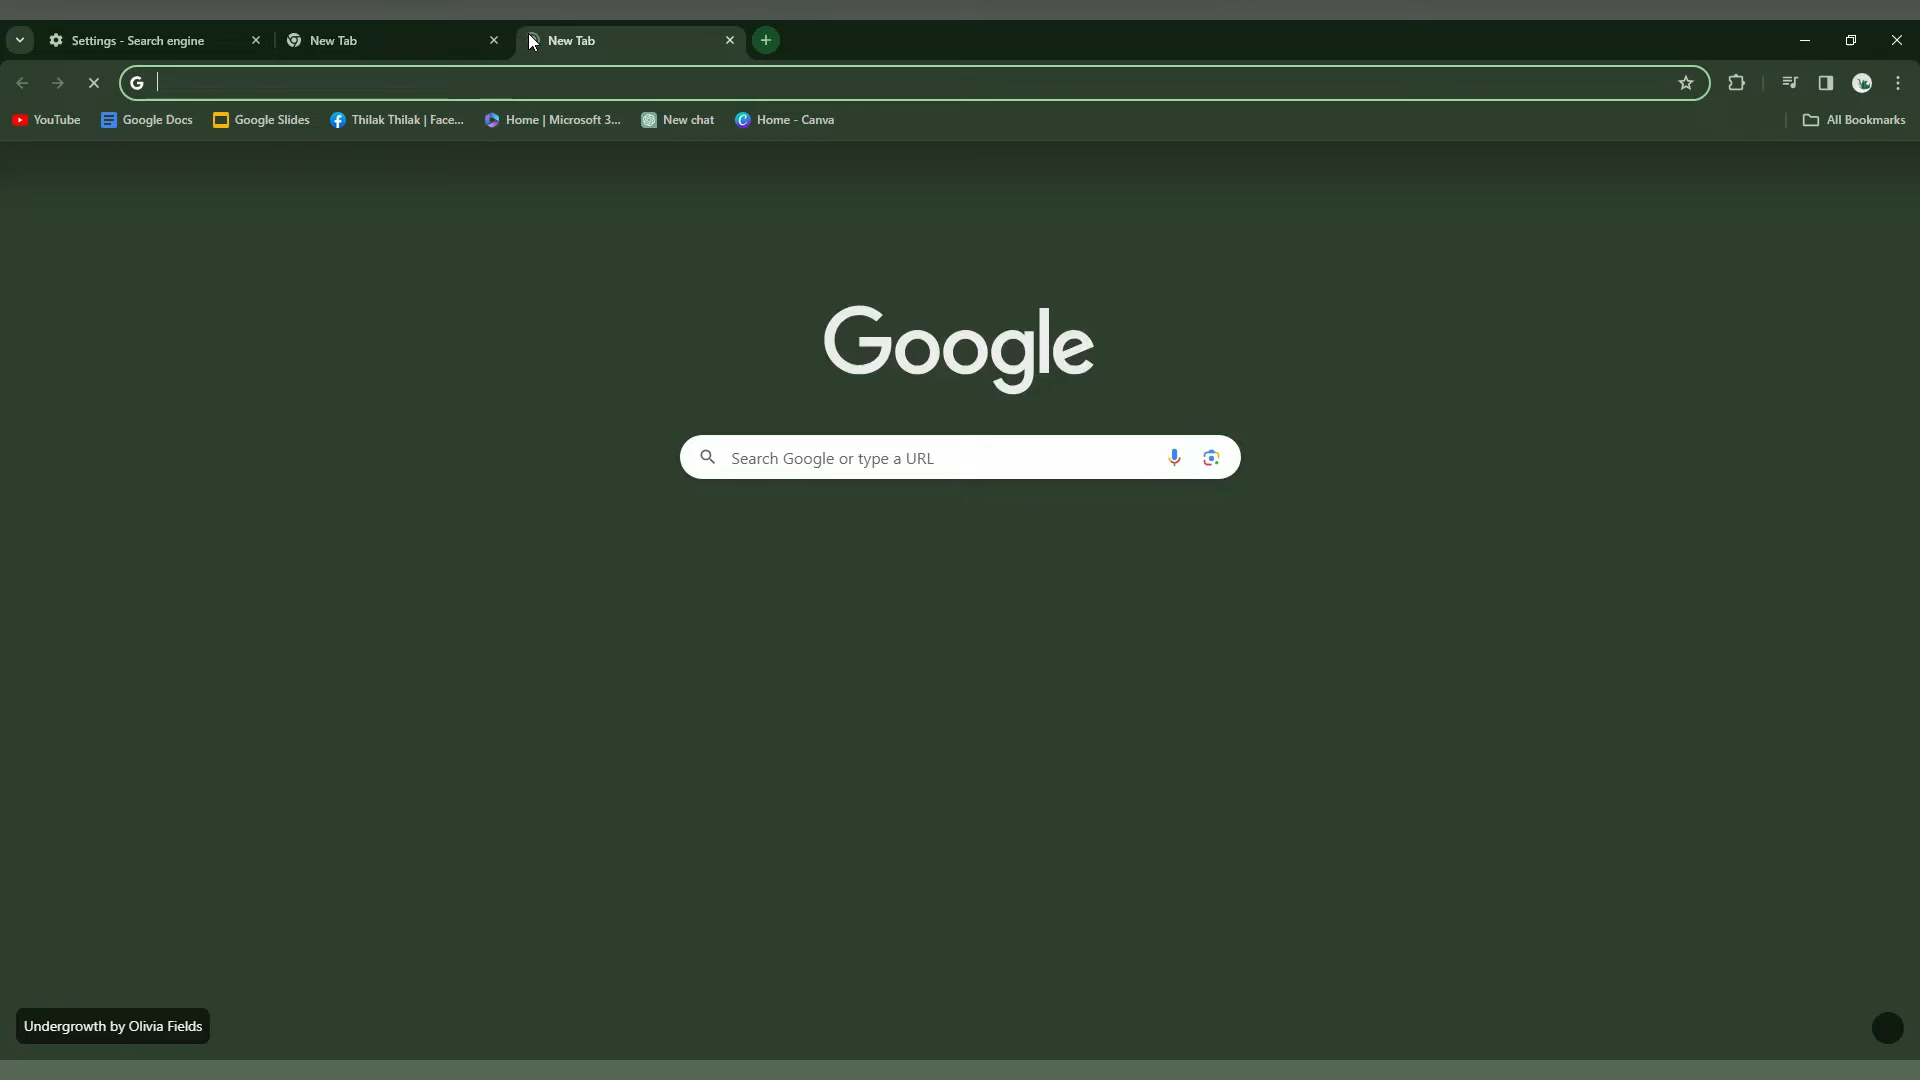 Settings - Search engine
New Tab
New Tab
YouTube
Google Docs
Google Slides
Thilak Thilak | Face...
Home | Microsoft 3...
New chat
Home - Canva
All Bookmarks
Google
Search Google or type a URL
Undergrowth by Olivia Fields